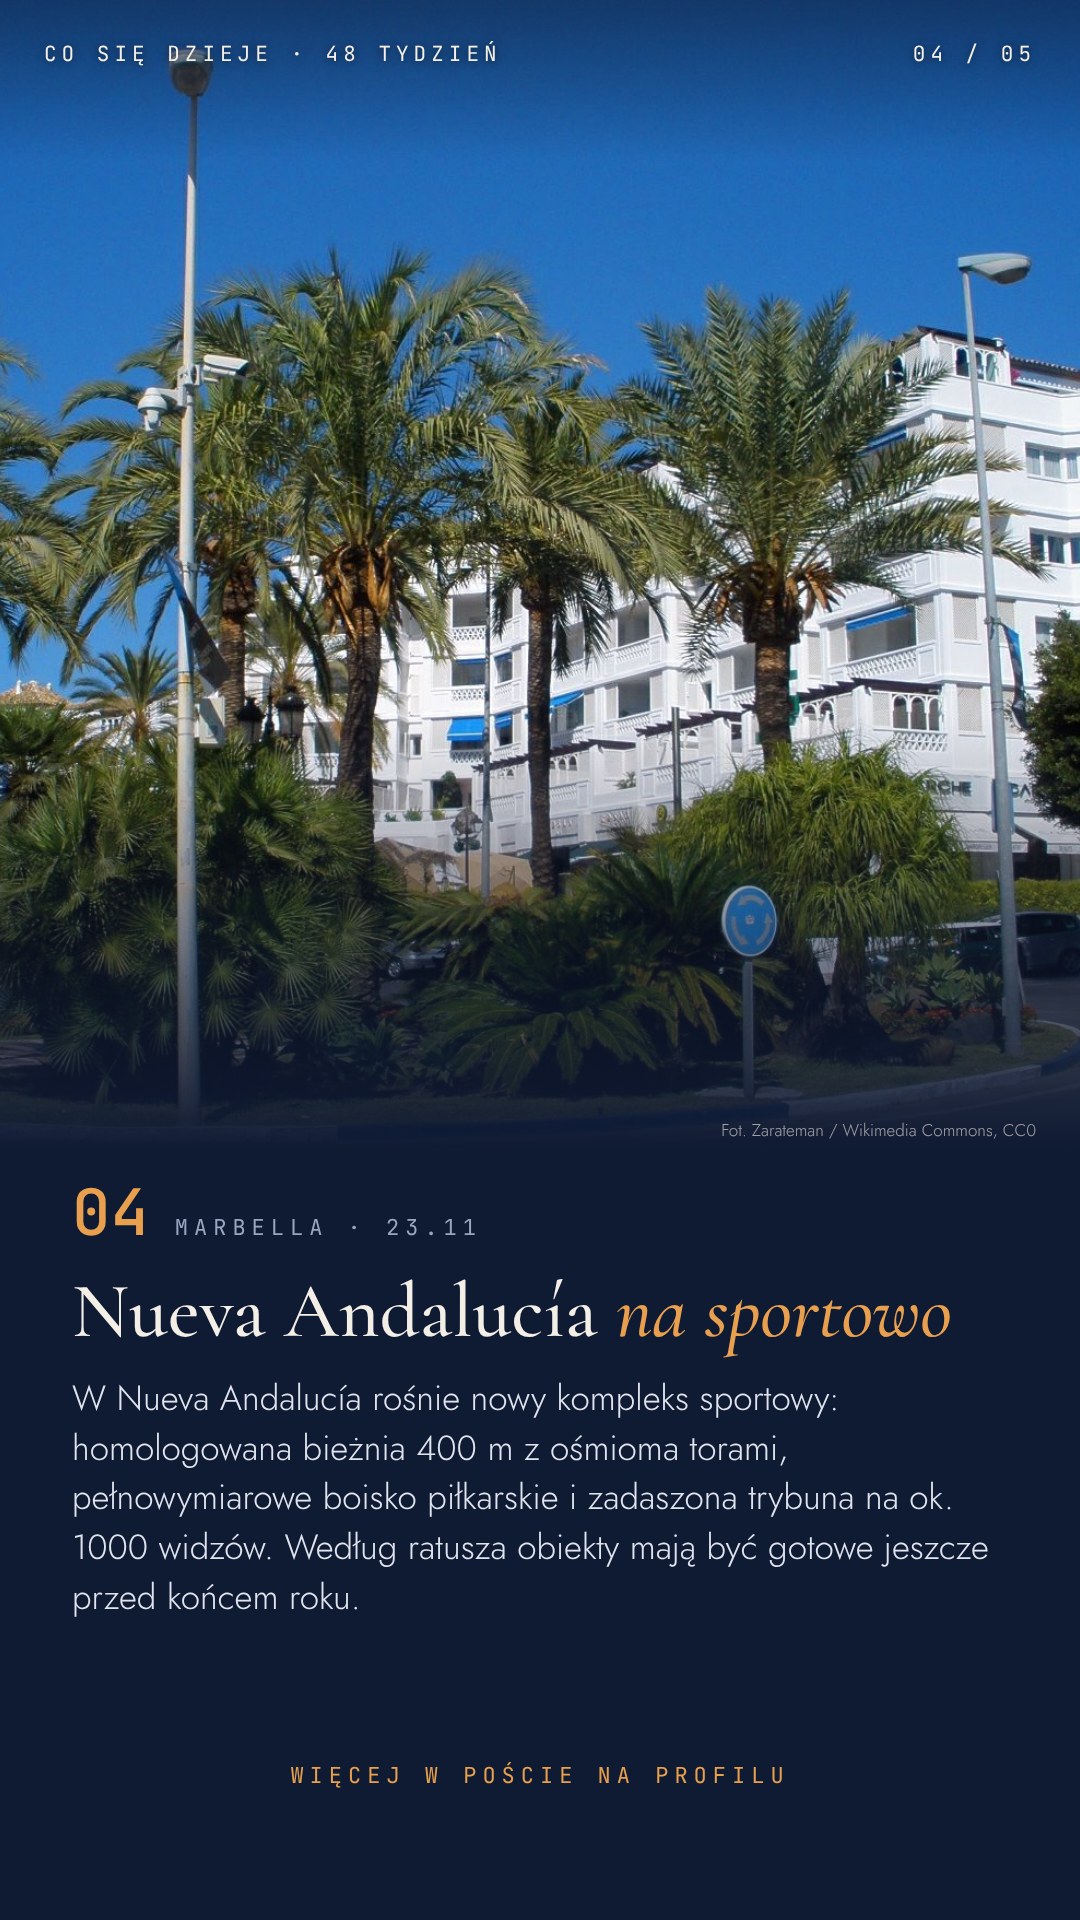 CO SIĘ DZIEJE · 48 TYDZIEŃ
04 / 05
Fot. Zarateman / Wikimedia Commons, CC0
04 MARBELLA · 23.11
Nueva Andalucía na sportowo
W Nueva Andalucía rośnie nowy kompleks sportowy:
homologowana bieżnia 400 m z ośmioma torami,
pełnowymiarowe boisko piłkarskie i zadaszona trybuna na ok.
1000 widzów. Według ratusza obiekty mają być gotowe jeszcze
przed końcem roku.
WIĘCEJ W POŚCIE NA PROFILU